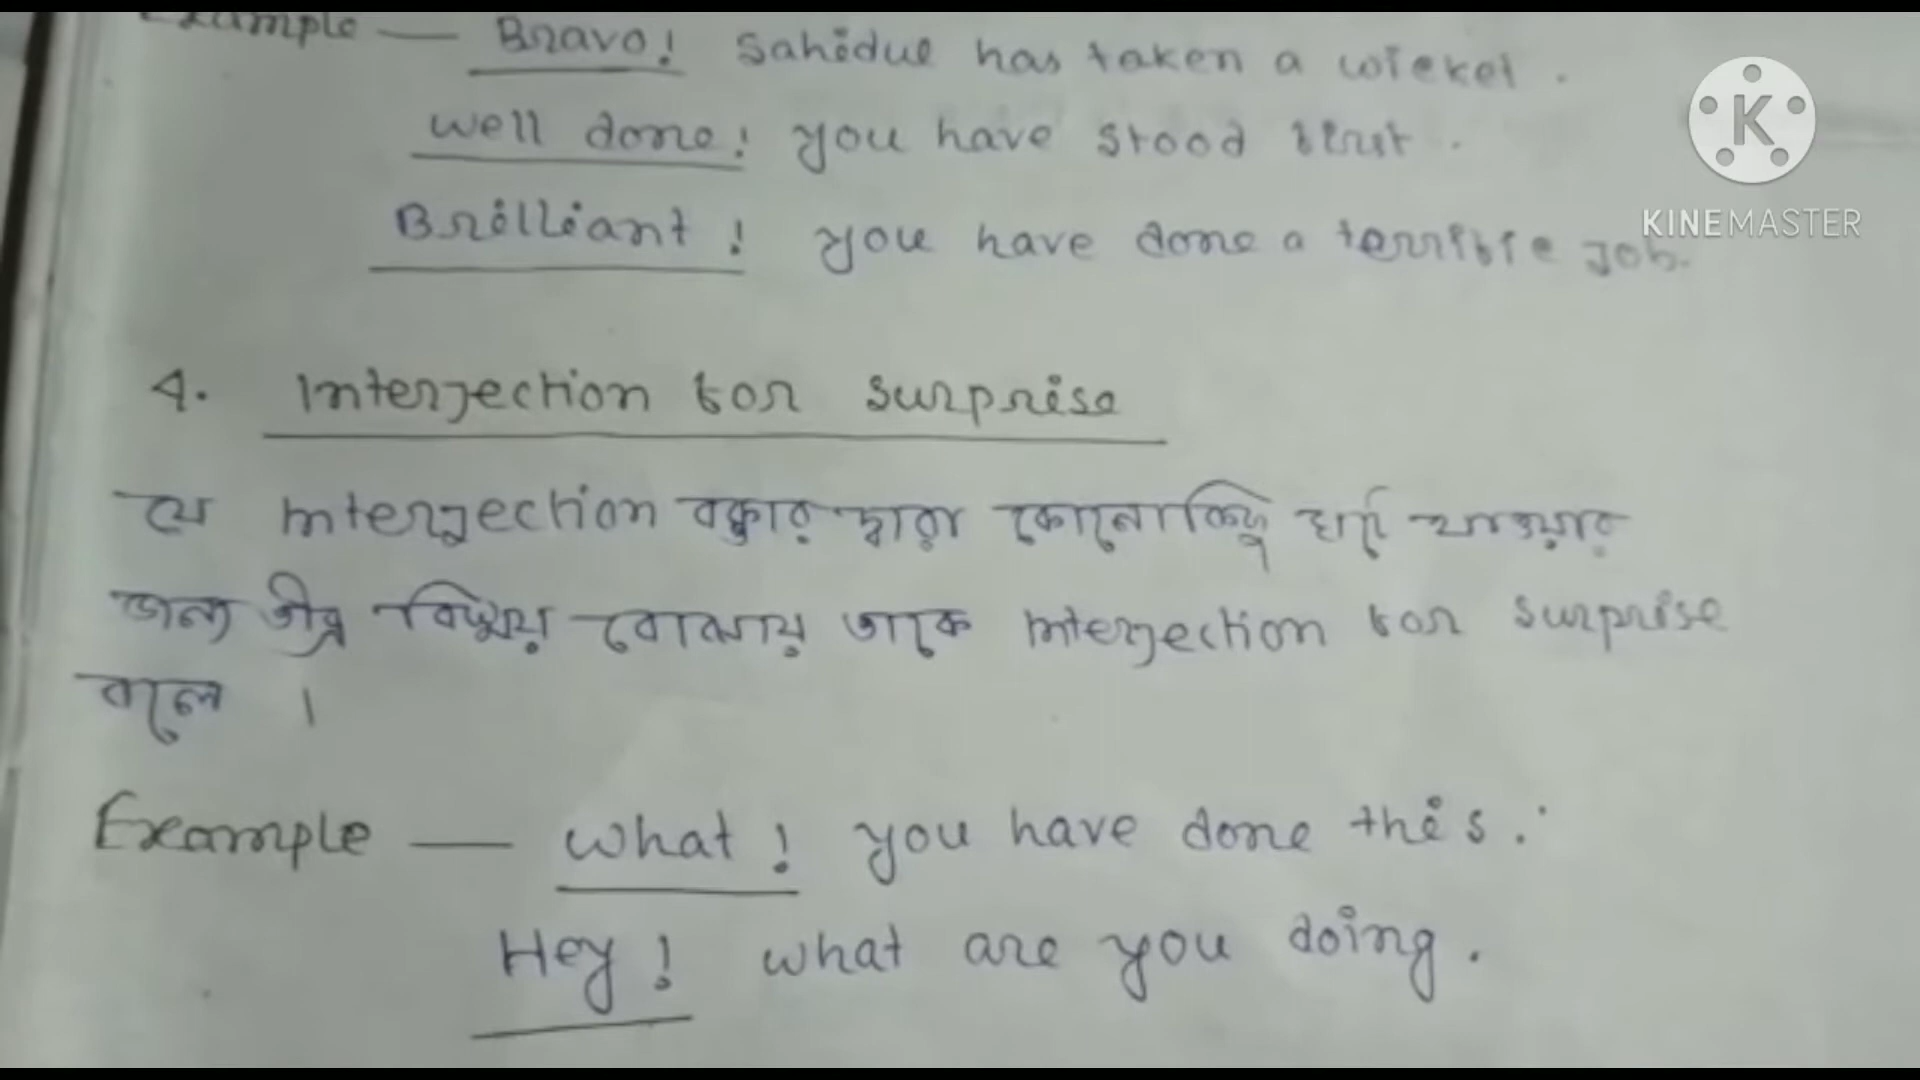 Example — Bravo! Sahidul has taken a wicket.
Well done! you have stood first.
Brilliant! you have done a terrible job.
4. Interjection for surprise
যে Interjection বক্তার দ্বারা কোনোকিছু ঘটে যাওয়ার
জন্য তীব্র বিস্ময় বোঝায় তাকে Interjection for surprise
বলে ।
Example — What! you have done this.
Hey! what are you doing.
K
KINEMASTER